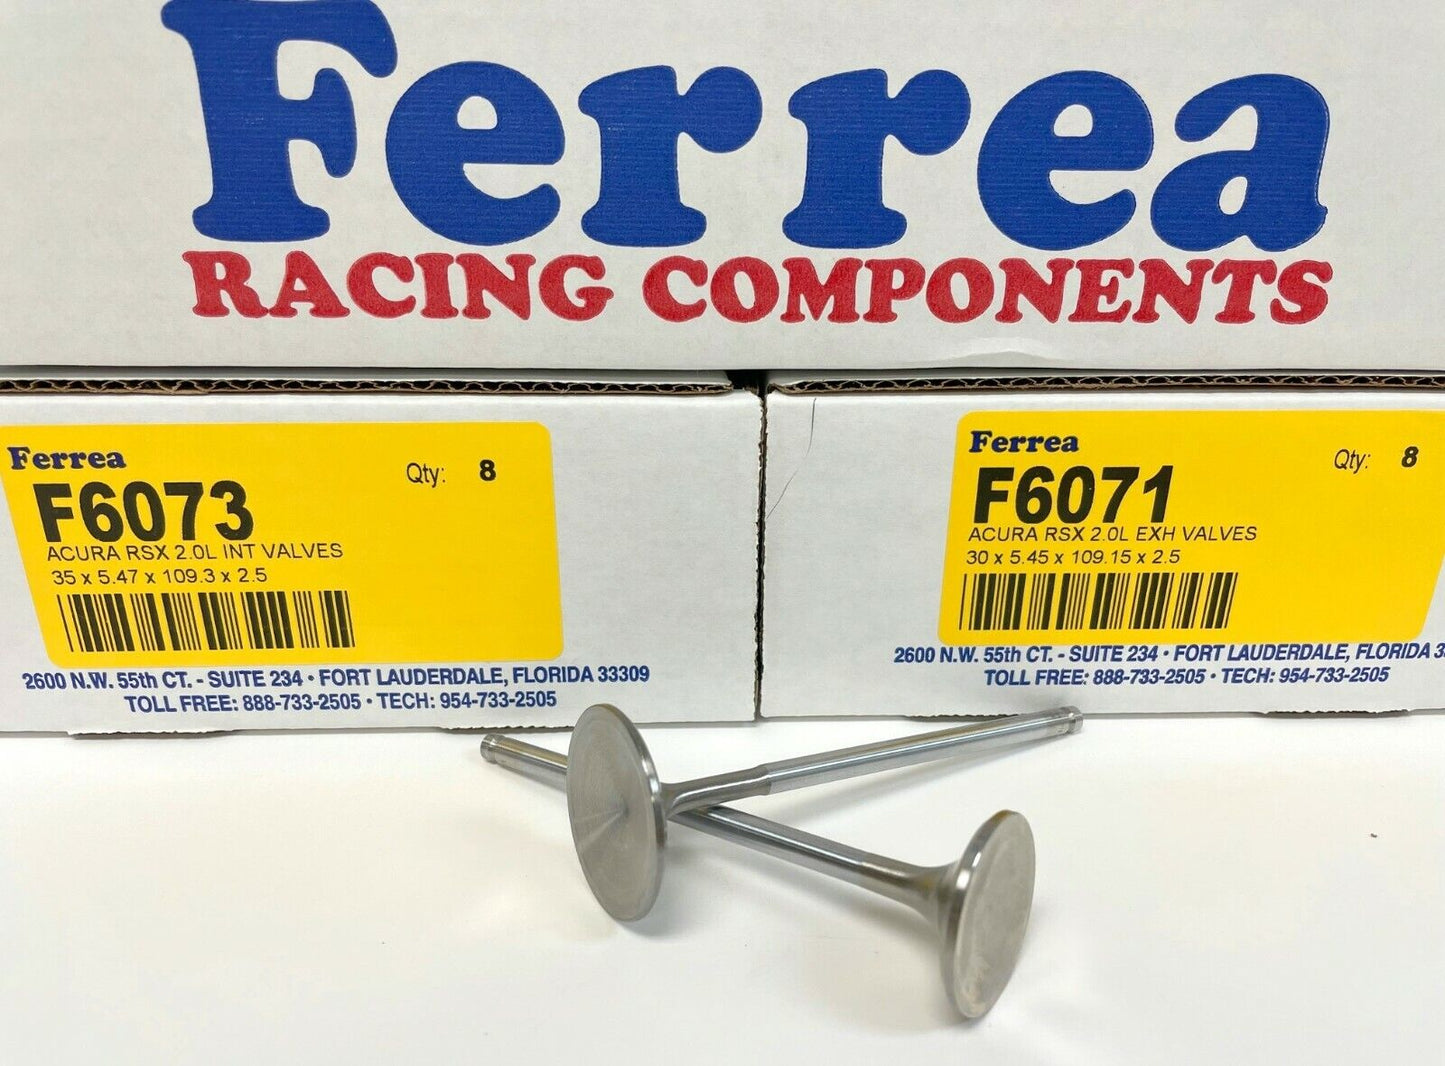 Ferrea
RACING COMPONENTS
Ferrea
Qty: 8
F6073
ACURA RSX 2.0L INT VALVES
35 x 5.47 x 109.3 x 2.5
2600 N.W. 55th CT. - SUITE 234 • FORT LAUDERDALE, FLORIDA 33309
TOLL FREE: 888-733-2505 • TECH: 954-733-2505
Ferrea
Qty: 8
F6071
ACURA RSX 2.0L EXH VALVES
30 x 5.45 x 109.15 x 2.5
2600 N.W. 55th CT. - SUITE 234 • FORT LAUDERDALE, FLORIDA
TOLL FREE: 888-733-2505 • TECH: 954-733-2505